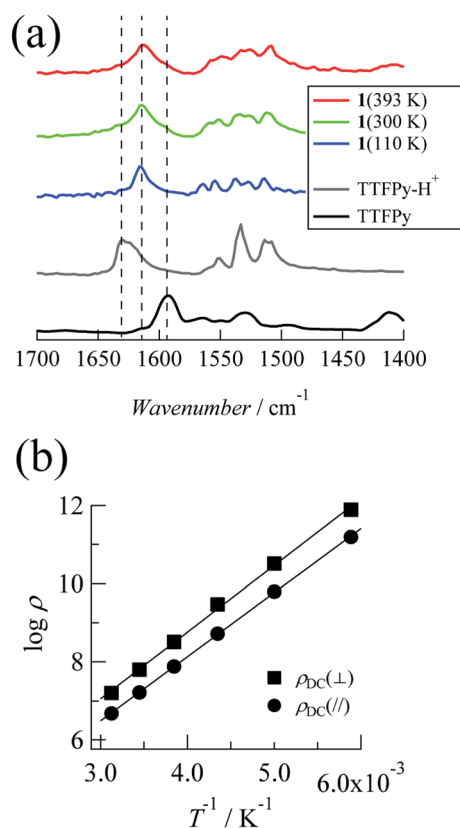 (a)
1(393 K)
1(300 K)
1(110 K)
TTFPy-H+
TTFPy
1700 1650 1600 1550 1500 1450 1400
Wavenumber / cm-1
(b)
12
10
8
6
log ρ
ρDC(⊥)
ρDC(//)
3.0 4.0 5.0 6.0x10-3
T-1 / K-1